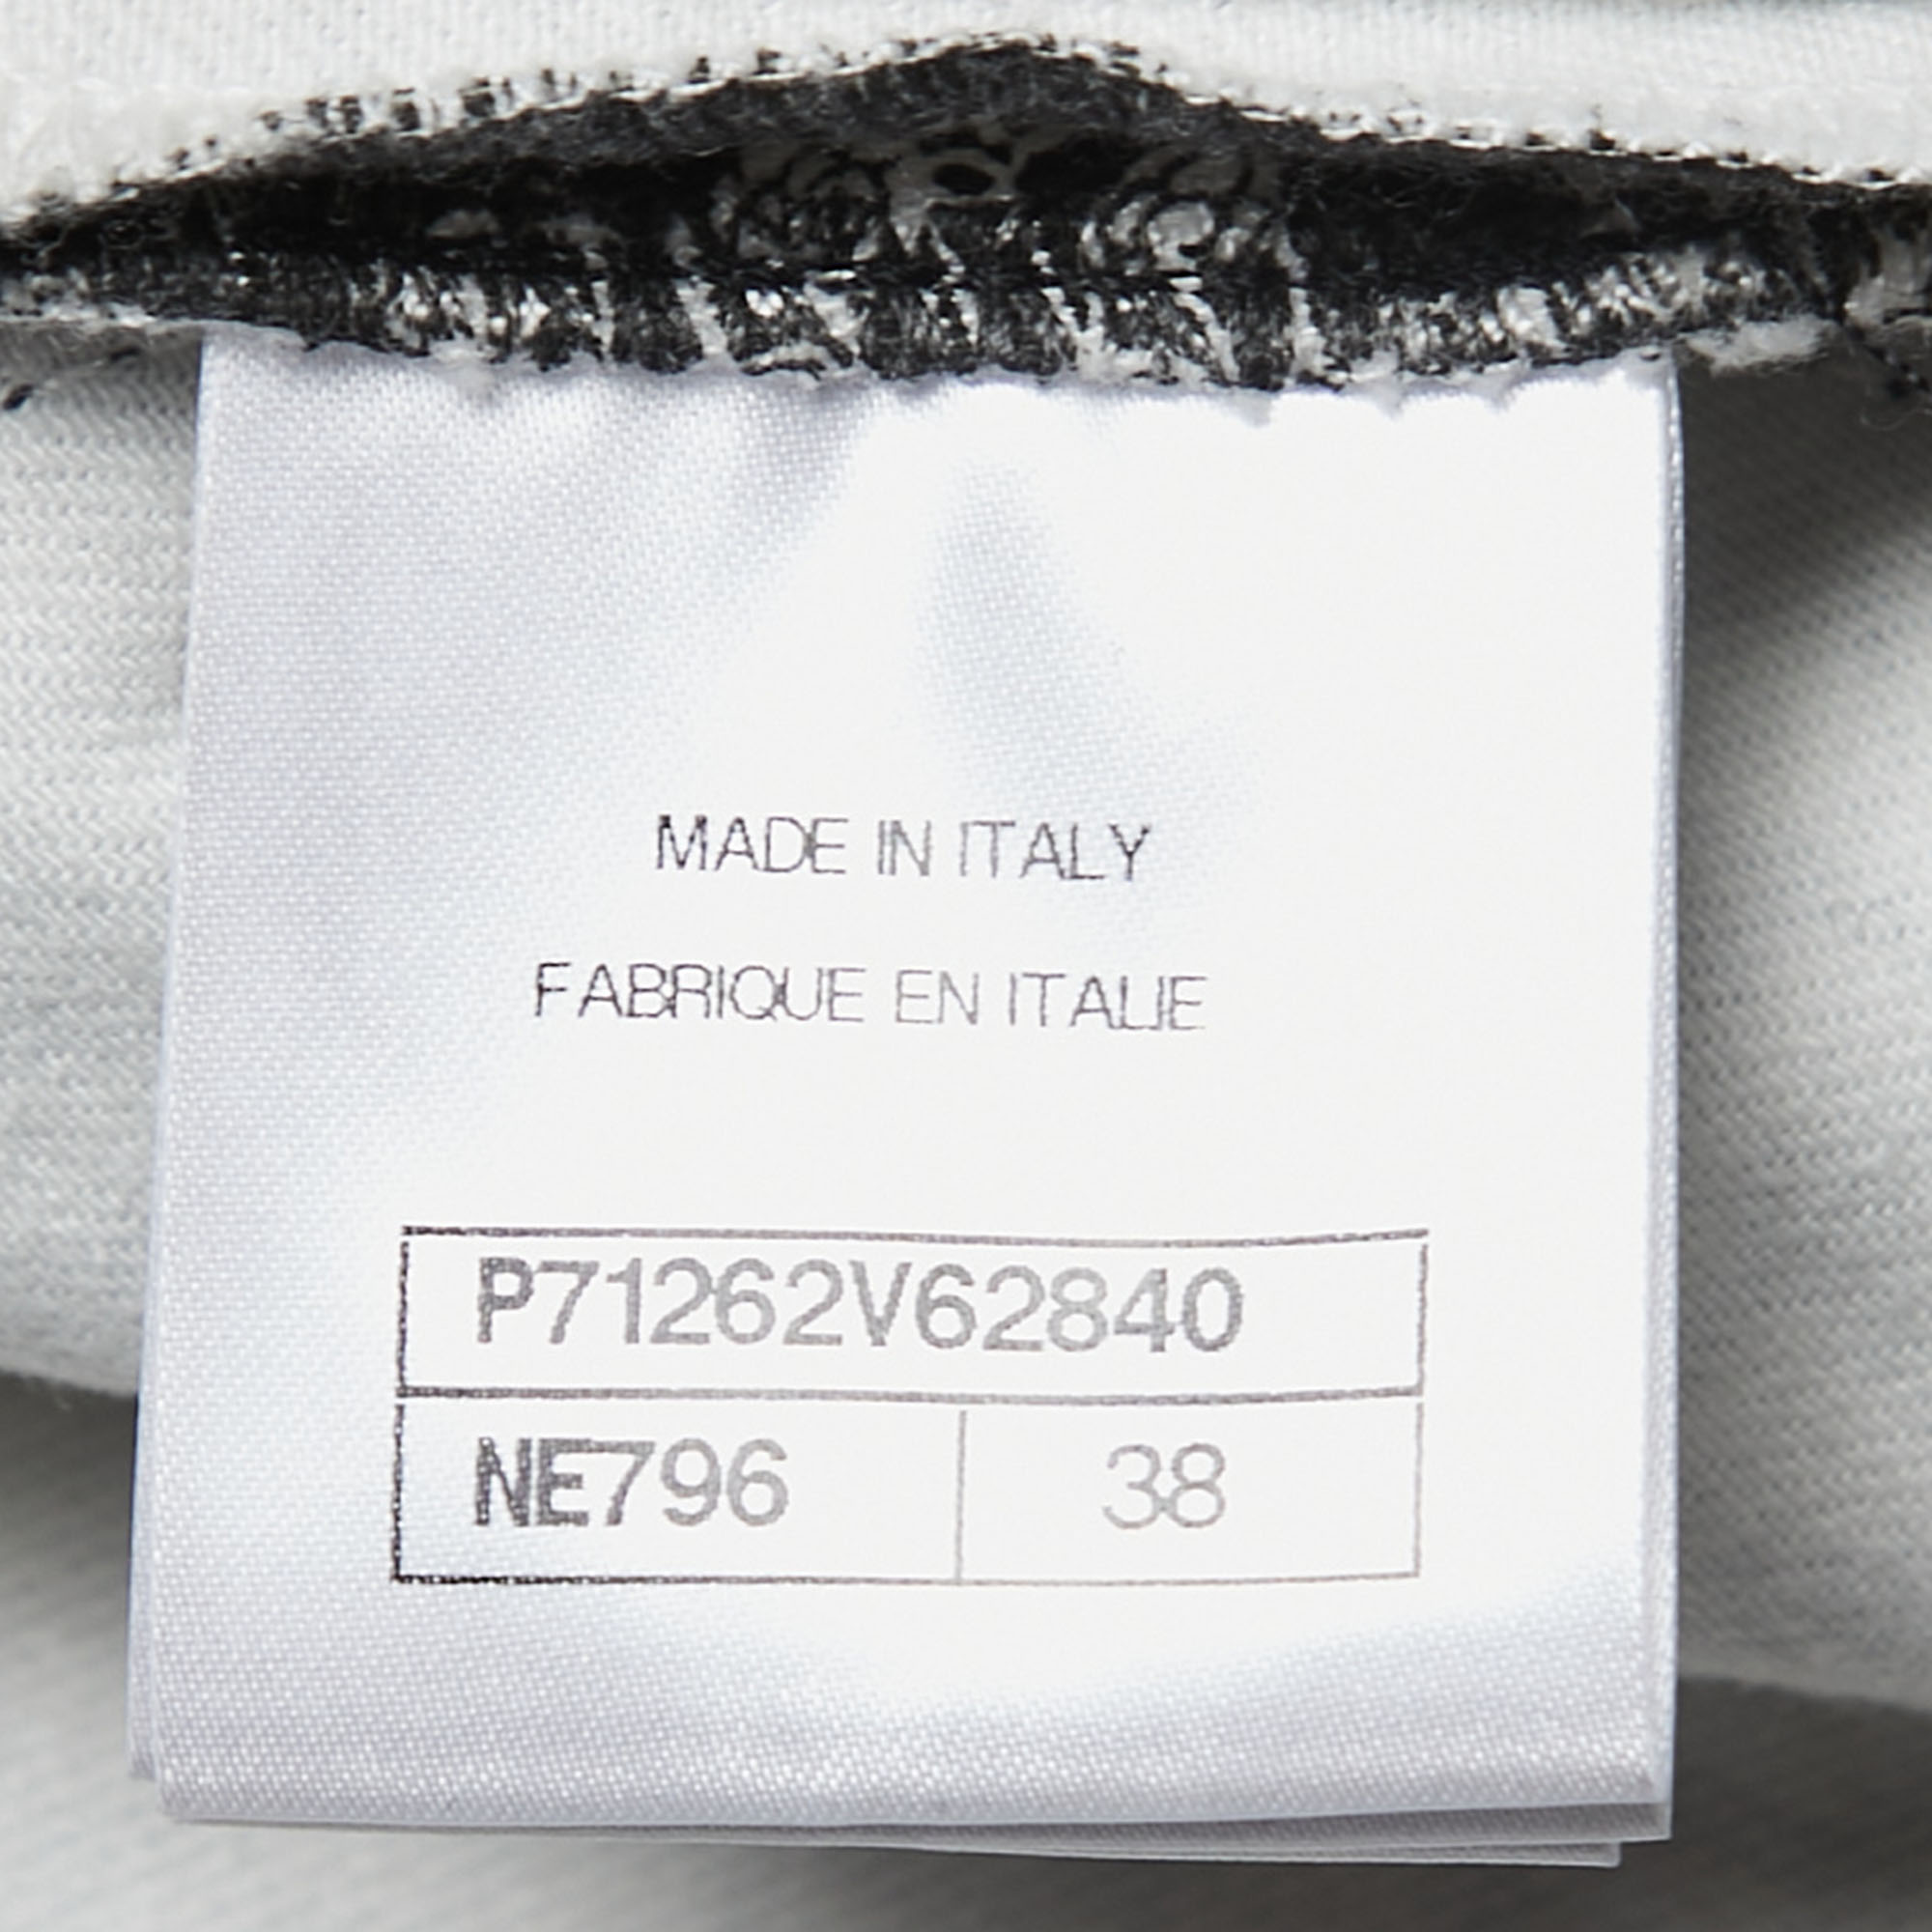 MADE IN ITALY
FABRIQUE EN ITALIE
P71262V62840
NE796 38